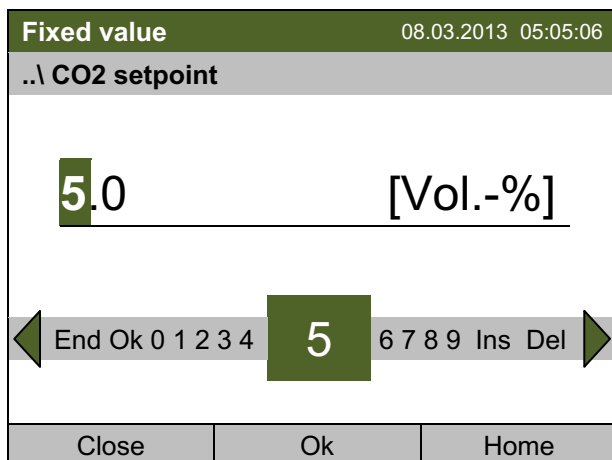 Fixed value 08.03.2013 05:05:06
..\ CO2 setpoint
5.0 [Vol.-%]
End Ok 0 1 2 3 4 5 6 7 8 9 Ins Del
Close Ok Home